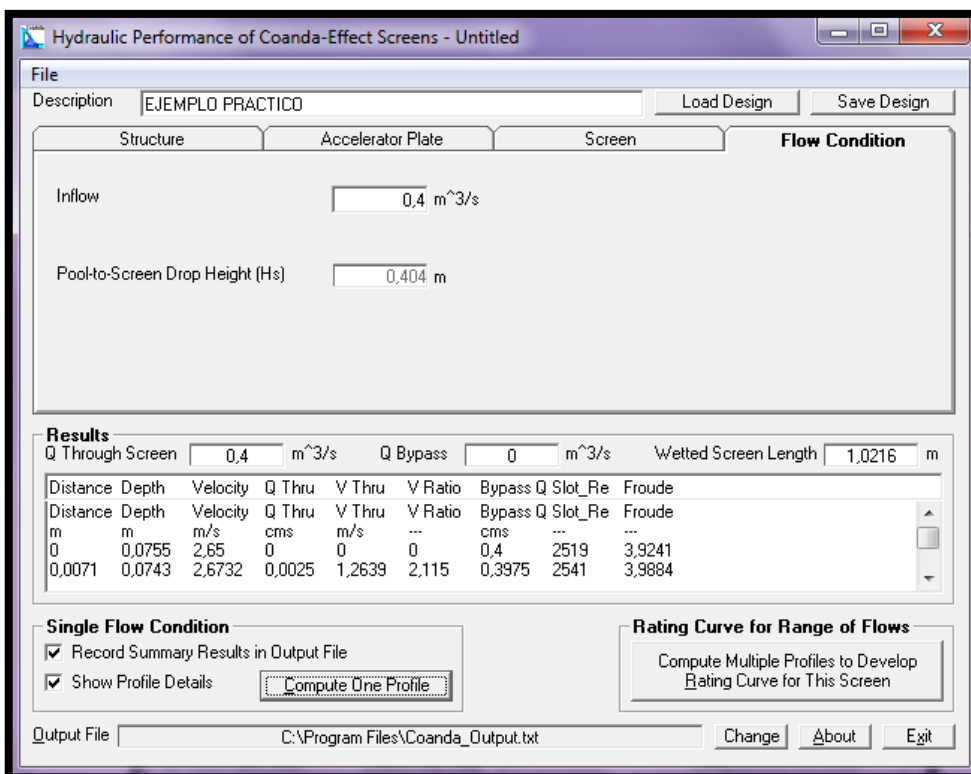 Hydraulic Performance of Coanda-Effect Screens - Untitled
File
Description EJEMPLO PRACTICO Load Design Save Design
Structure Accelerator Plate Screen Flow Condition
Inflow 0,4 m^3/s
Pool-to-Screen Drop Height (Hs) 0,404 m
Results
Q Through Screen 0,4 m^3/s Q Bypass 0 m^3/s Wetted Screen Length 1,0216 m
Distance Depth Velocity Q Thru V Thru V Ratio Bypass Q Slot_Re Froude
Distance Depth Velocity Q Thru V Thru V Ratio Bypass Q Slot_Re Froude
m m m/s cms m/s --- cms --- ---
0 0,0755 2,65 0 0 0 0,4 2519 3,9241
0,0071 0,0743 2,6732 0,0025 1,2639 2,115 0,3975 2541 3,9884
Single Flow Condition
Record Summary Results in Output File
Show Profile Details Compute One Profile
Rating Curve for Range of Flows
Compute Multiple Profiles to Develop
Rating Curve for This Screen
Output File C:\Program Files\Coanda_Output.txt Change About Exit